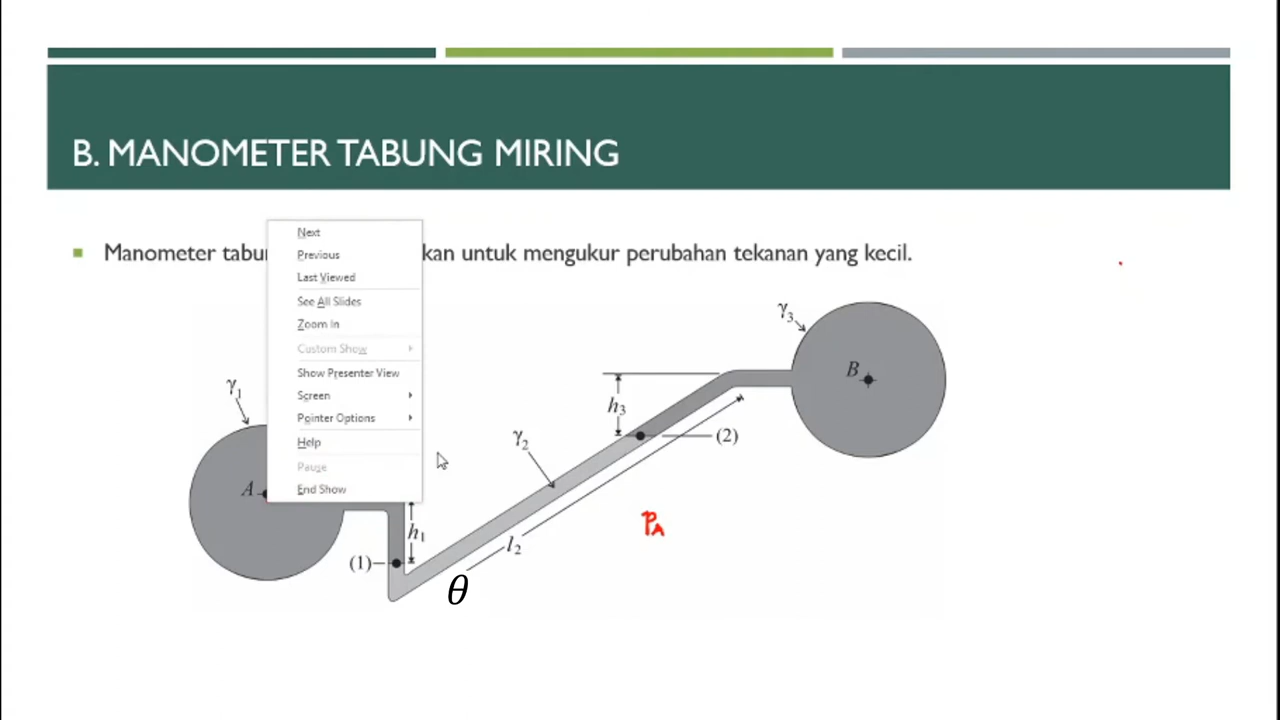 B. MANOMETER TABUNG MIRING
Manometer tabu kan untuk mengukur perubahan tekanan yang kecil.
Next
Previous
Last Viewed
See All Slides
Zoom In
Custom Show
Show Presenter View
Screen
Pointer Options
Help
Pause
End Show
γ1
A
h1
(1)
γ2
l2
θ
h3
(2)
γ3
B
PA